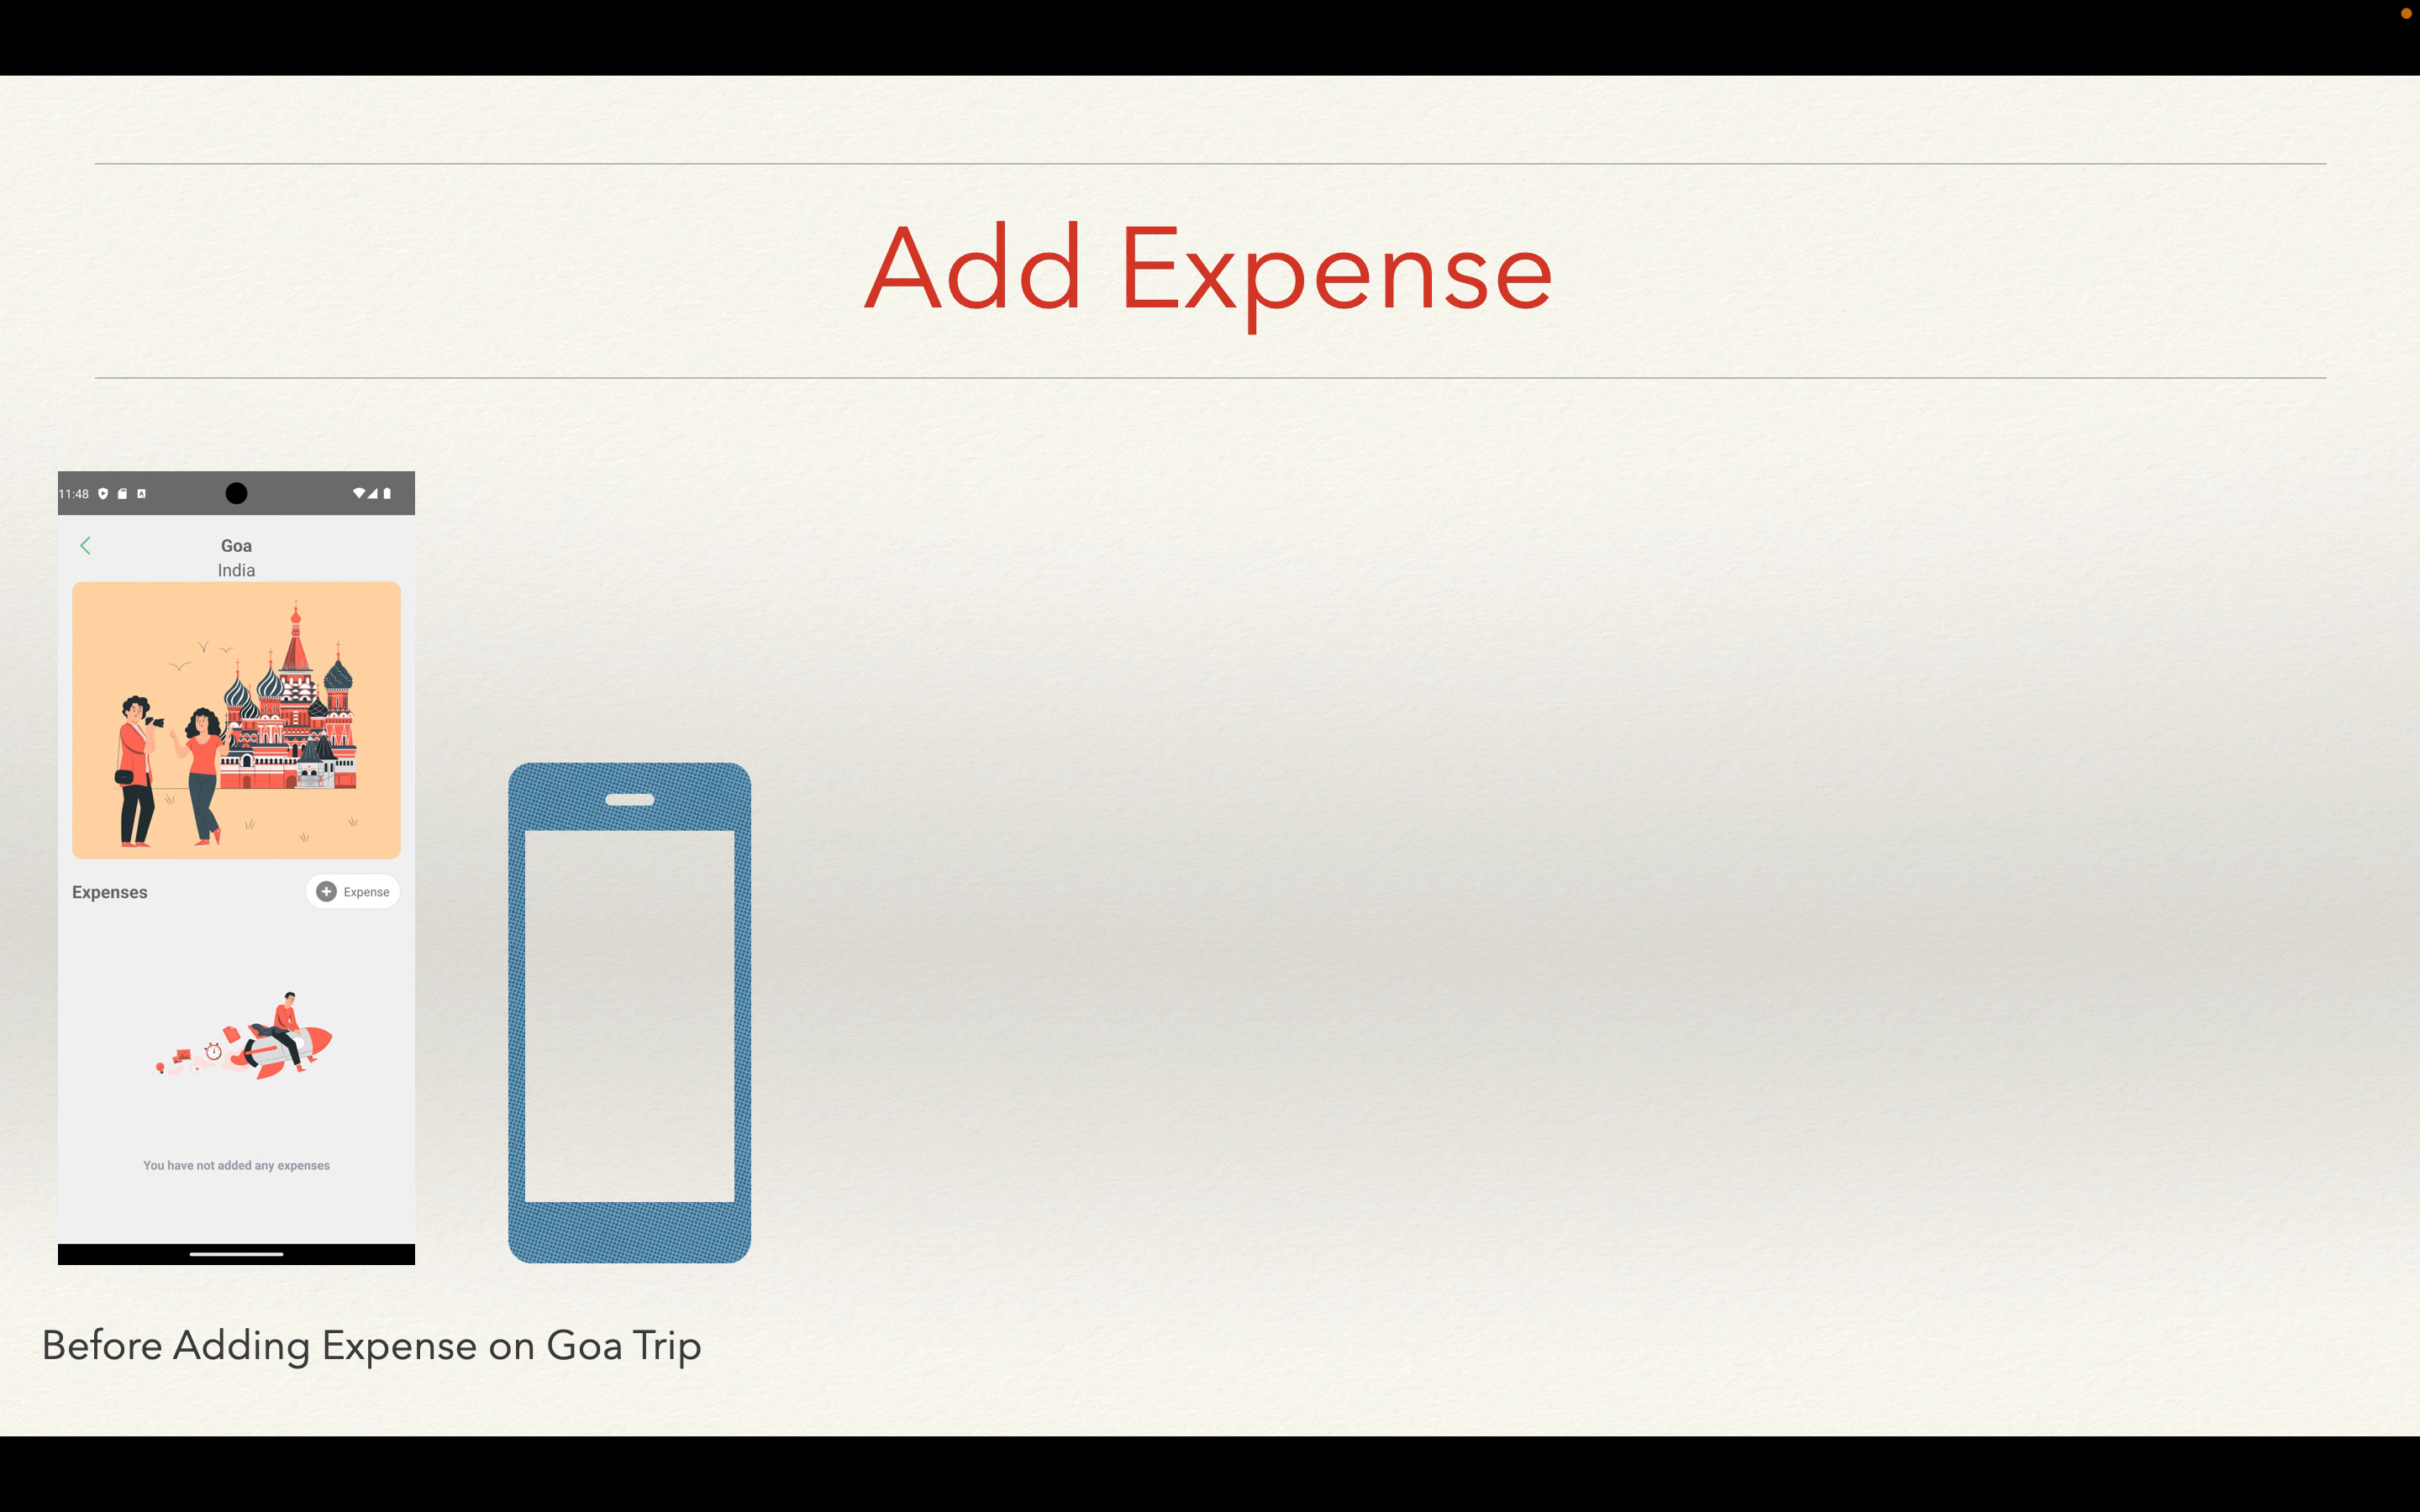 Add Expense
11:48
Goa
India
Expenses
Expense
You have not added any expenses
Before Adding Expense on Goa Trip